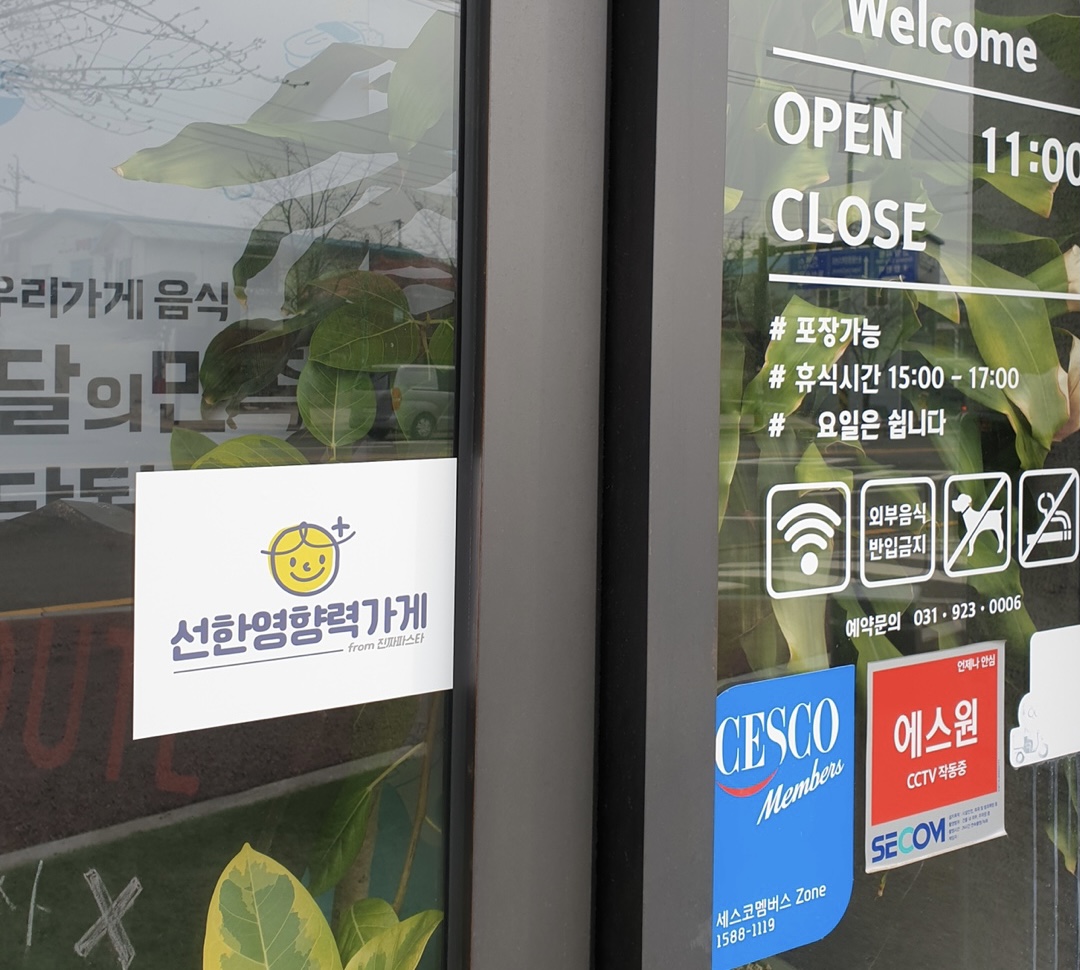 우리가게 음식
달의민족
선한영향력가게
from 진짜파스타
X
Welcome
OPEN 11:00
CLOSE
# 포장가능
# 휴식시간 15:00 - 17:00
# 요일은 쉽니다
외부음식
반입금지
예약문의 031·923·0006
CESCO
Members
세스코멤버스 Zone
1588-1119
언제나 안심
에스원
CCTV 작동중
SECOM